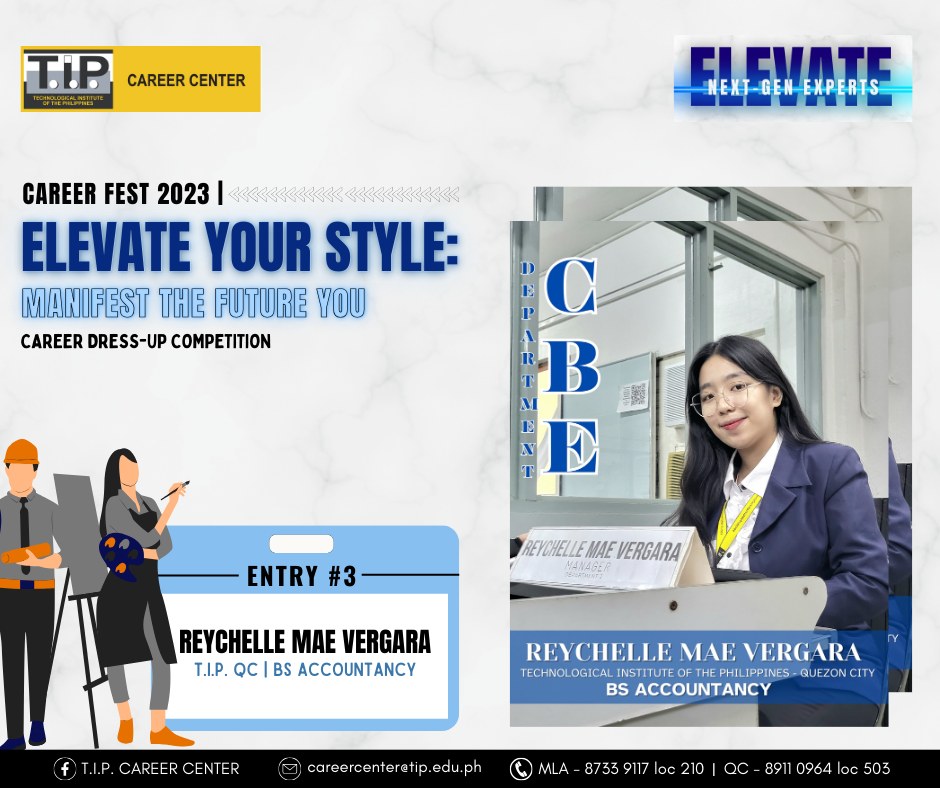 T.I.P.
TECHNOLOGICAL INSTITUTE
OF THE PHILIPPINES
CAREER CENTER
ELEVATE
NEXT-GEN EXPERTS
CAREER FEST 2023 |
ELEVATE YOUR STYLE:
MANIFEST THE FUTURE YOU
CAREER DRESS-UP COMPETITION
ENTRY #3
REYCHELLE MAE VERGARA
T.I.P. QC | BS ACCOUNTANCY
DEPARTMENT
CBE
REYCHELLE MAE VERGARA
MANAGER
DEPARTMENT
REYCHELLE MAE VERGARA
TECHNOLOGICAL INSTITUTE OF THE PHILIPPINES - QUEZON CITY
BS ACCOUNTANCY
TY
T.I.P. CAREER CENTER
careercenter@tip.edu.ph
MLA - 8733 9117 loc 210 | QC - 8911 0964 loc 503